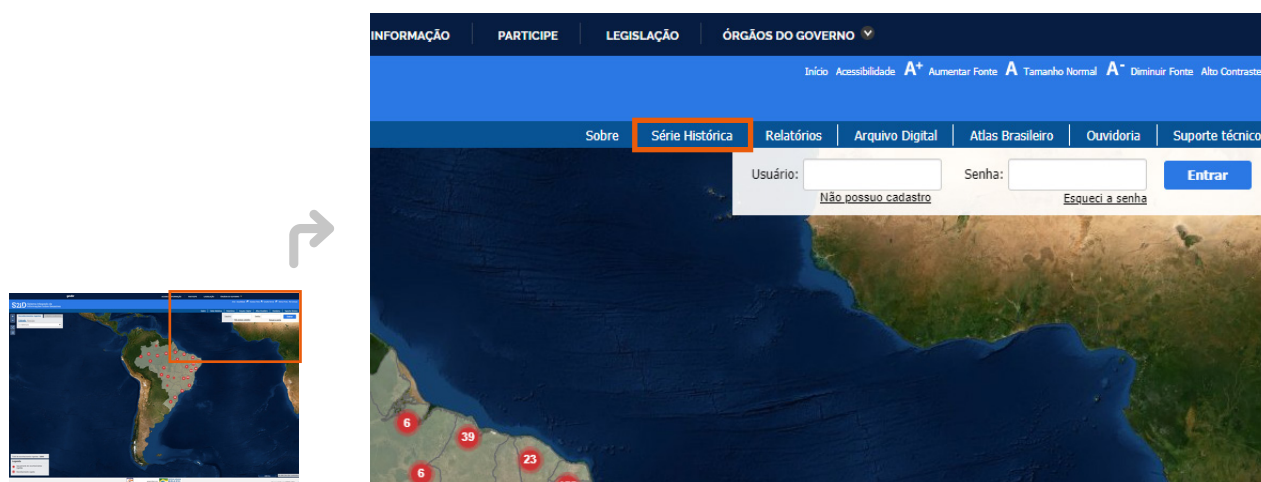 INFORMAÇÃO PARTICIPE LEGISLAÇÃO ÓRGÃOS DO GOVERNO
Início Acessibilidade A+ Aumentar Fonte A Tamanho Normal A- Diminuir Fonte Alto Contraste
Sobre Série Histórica Relatórios Arquivo Digital Atlas Brasileiro Ouvidoria Suporte técnico
Usuário: Senha: Entrar
Não possuo cadastro Esqueci a senha
S2iD
6
39
23
6